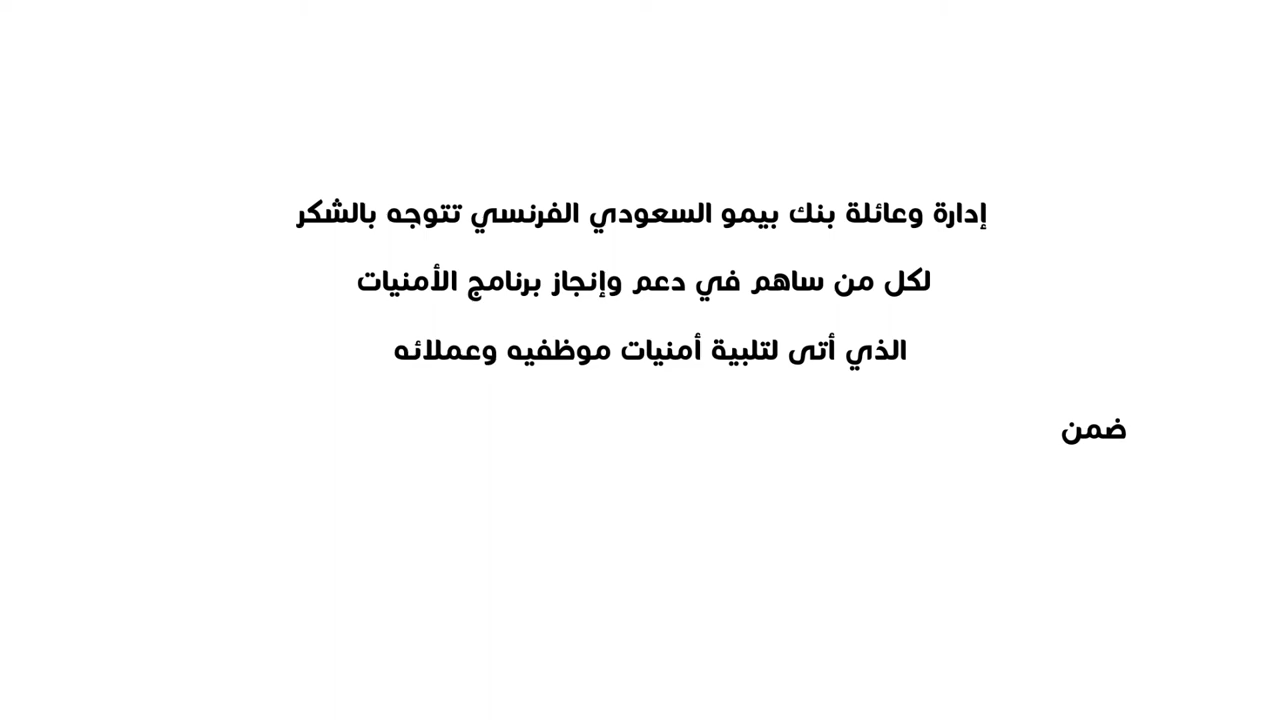 إدارة وعائلة بنك بيمو السعودي الفرنسي تتوجه بالشكر
لكل من ساهم في دعم وإنجاز برنامج الأمنيات
الذي أتى لتلبية أمنيات موظفيه وعملائه
ضمن